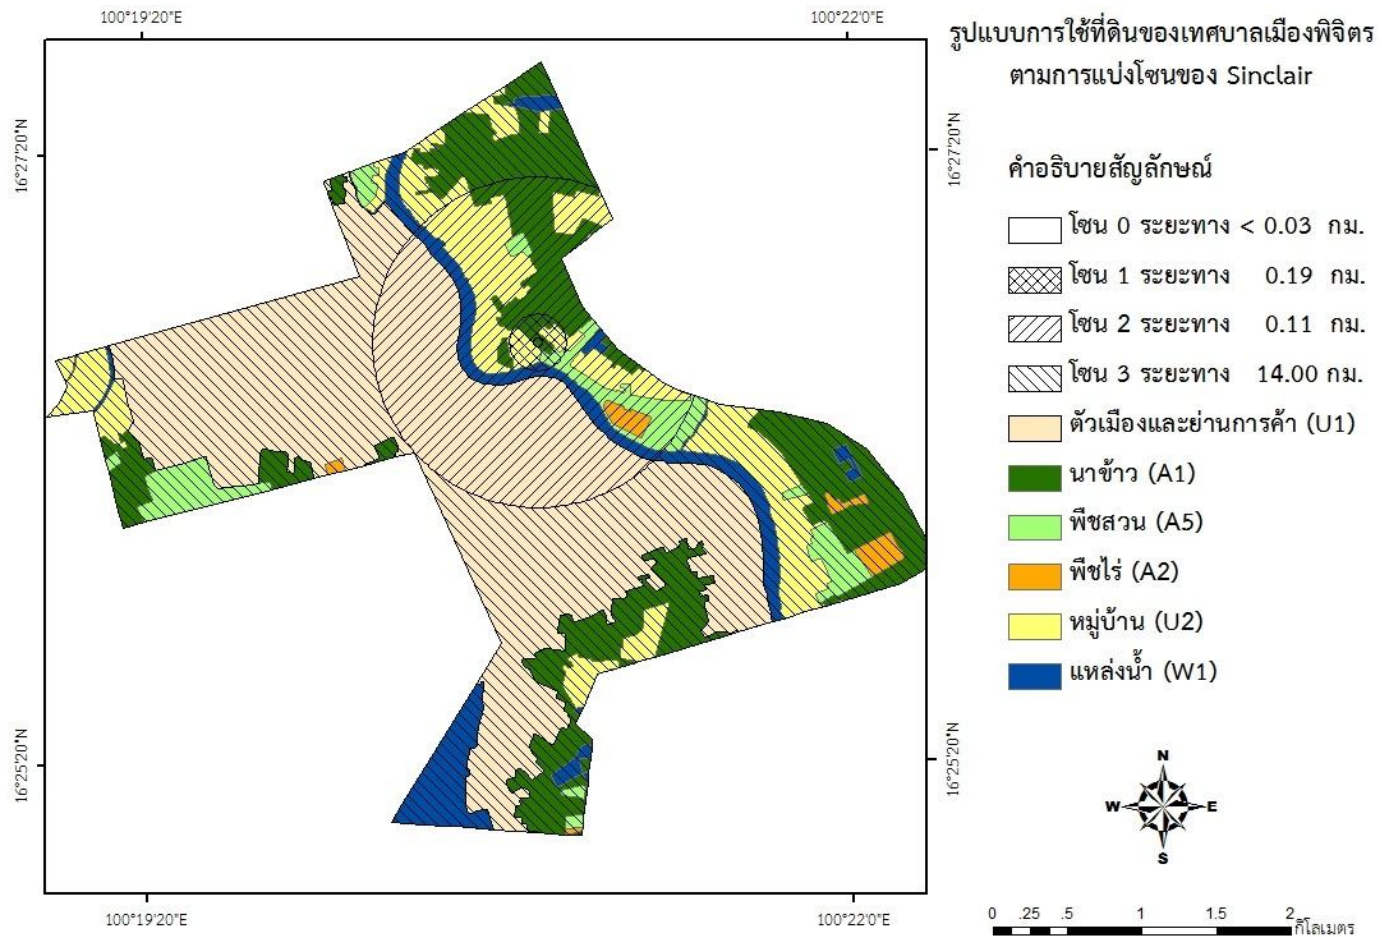 100°19'20"E
100°22'0"E
รูปแบบการใช้ที่ดินของเทศบาลเมืองพิจิตร
ตามการแบ่งโซนของ Sinclair
16°27'20"N
16°27'20"N
คำอธิบายสัญลักษณ์
โซน 0 ระยะทาง < 0.03 กม.
โซน 1 ระยะทาง 0.19 กม.
โซน 2 ระยะทาง 0.11 กม.
โซน 3 ระยะทาง 14.00 กม.
ตัวเมืองและย่านการค้า (U1)
นาข้าว (A1)
พืชสวน (A5)
พืชไร่ (A2)
หมู่บ้าน (U2)
แหล่งน้ำ (W1)
16°25'20"N
16°25'20"N
N
W E
S
100°19'20"E
100°22'0"E
0 .25 .5 1 1.5 2
กิโลเมตร